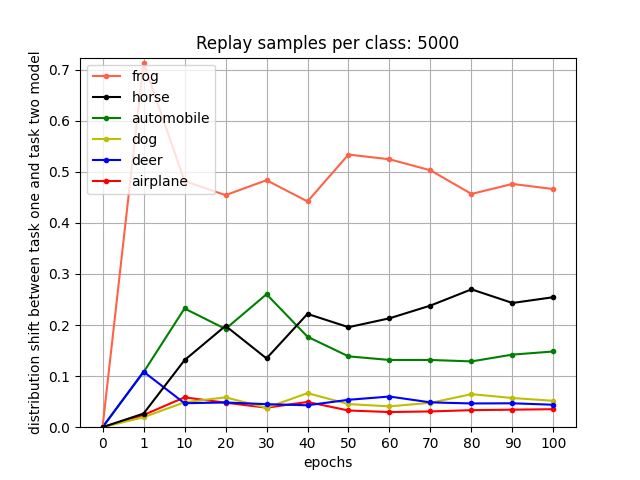 Replay samples per class: 5000
distribution shift between task one and task two model
0.7
0.6
0.5
0.4
0.3
0.2
0.1
0.0
frog
horse
automobile
dog
deer
airplane
0 1 10 20 30 40 50 60 70 80 90 100
epochs